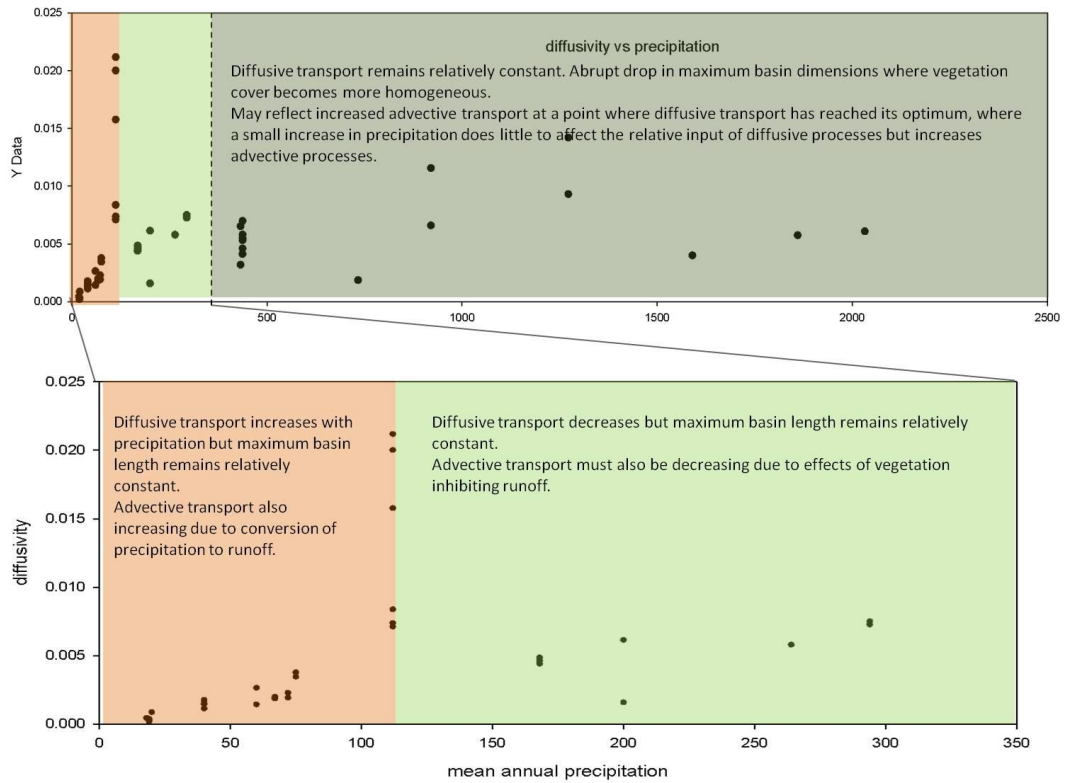 diffusivity vs precipitation
Diffusive transport remains relatively constant. Abrupt drop in maximum basin dimensions where vegetation
cover becomes more homogeneous.
May reflect increased advective transport at a point where diffusive transport has reached its optimum, where
a small increase in precipitation does little to affect the relative input of diffusive processes but increases
advective processes.
Y Data
0.025
0.020
0.015
0.010
0.005
0.000
0
500
1000
1500
2000
2500
Diffusive transport increases with
precipitation but maximum basin
length remains relatively
constant.
Advective transport also
increasing due to conversion of
precipitation to runoff.
Diffusive transport decreases but maximum basin length remains relatively
constant.
Advective transport must also be decreasing due to effects of vegetation
inhibiting runoff.
diffusivity
0.025
0.020
0.015
0.010
0.005
0.000
0
50
100
150
200
250
300
350
mean annual precipitation